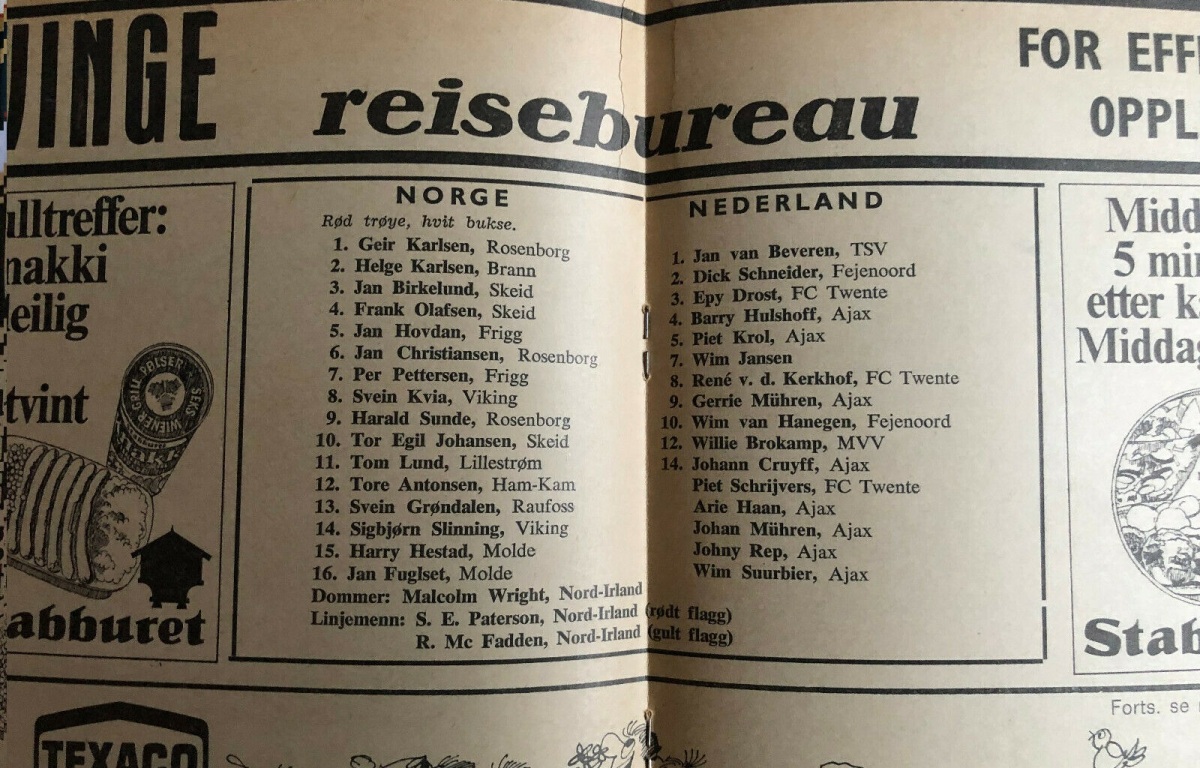 VINGE
reisebureau
FOR EFF
OPPL
ulltreffer:
nakki
leilig
tvint
WIENER GRILL PØLSER
abburet
NORGE
Rød trøye, hvit bukse.
1. Geir Karlsen, Rosenborg
2. Helge Karlsen, Brann
3. Jan Birkelund, Skeid
4. Frank Olafsen, Skeid
5. Jan Hovdan, Frigg
6. Jan Christiansen, Rosenborg
7. Per Pettersen, Frigg
8. Svein Kvia, Viking
9. Harald Sunde, Rosenborg
10. Tor Egil Johansen, Skeid
11. Tom Lund, Lillestrøm
12. Tore Antonsen, Ham-Kam
13. Svein Grøndalen, Raufoss
14. Sigbjørn Slinning, Viking
15. Harry Hestad, Molde
16. Jan Fuglset, Molde
Dommer: Malcolm Wright, Nord-Irland
Linjemenn: S. E. Paterson, Nord-Irland (rødt flagg)
R. Mc Fadden, Nord-Irland (gult flagg)
NEDERLAND
1. Jan van Beveren, TSV
2. Dick Schneider, Fejenoord
3. Epy Drost, FC Twente
4. Barry Hulshoff, Ajax
5. Piet Krol, Ajax
7. Wim Jansen
8. René v. d. Kerkhof, FC Twente
9. Gerrie Mühren, Ajax
10. Wim van Hanegen, Fejenoord
12. Willie Brokamp, MVV
14. Johann Cruyff, Ajax
Piet Schrijvers, FC Twente
Arie Haan, Ajax
Johan Mühren, Ajax
Johny Rep, Ajax
Wim Suurbier, Ajax
Midd
5 min
etter k
Midda
Stab
Forts. se
TEXACO